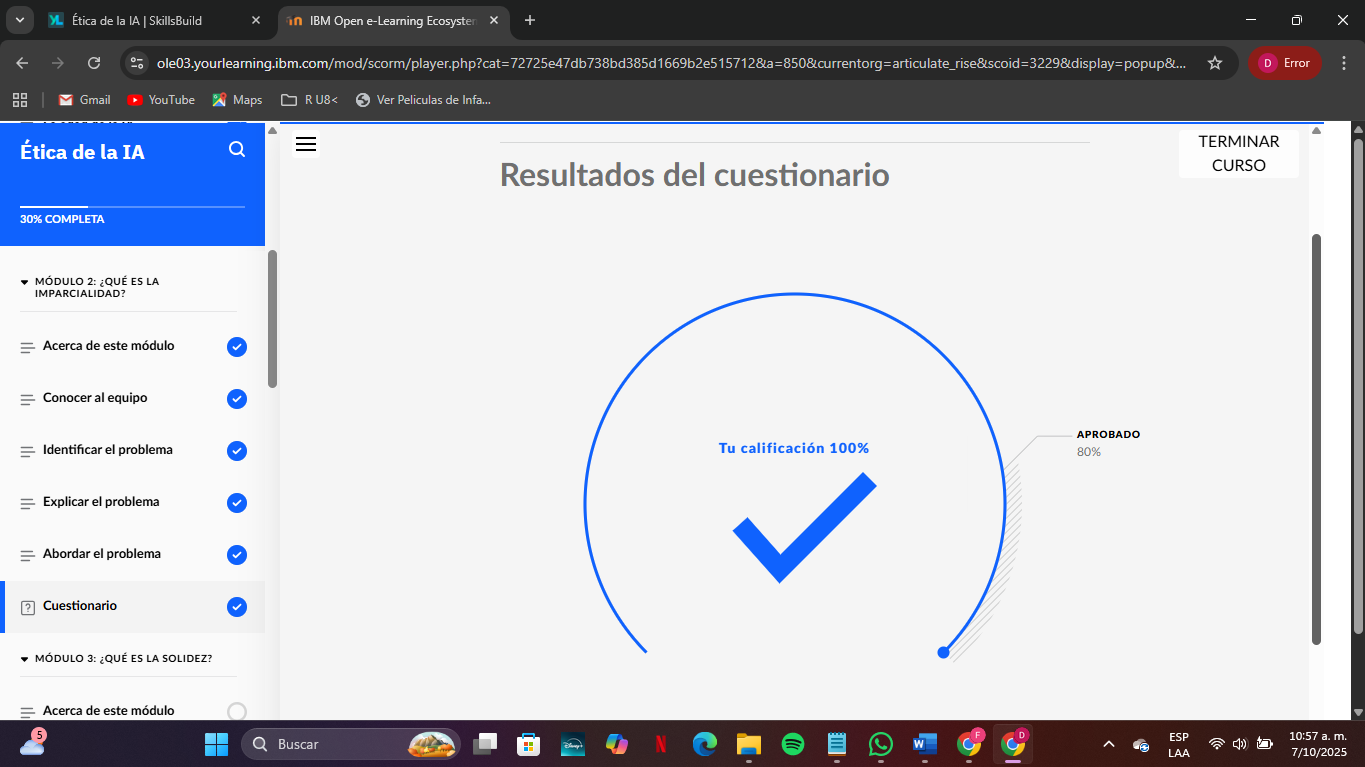 Ética de la IA | SkillsBuild
IBM Open e-Learning Ecosystem
ole03.yourlearning.ibm.com/mod/scorm/player.php?cat=72725e47db738bd385d1669b2e515712&a=850&currentorg=articulate_rise&scoid=3229&display=popup&...
D Error
Gmail
YouTube
Maps
R U8<
Ver Peliculas de Infa...
Ética de la IA
30% COMPLETA
MÓDULO 2: ¿QUÉ ES LA
IMPARCIALIDAD?
Acerca de este módulo
Conocer al equipo
Identificar el problema
Explicar el problema
Abordar el problema
Cuestionario
MÓDULO 3: ¿QUÉ ES LA SOLIDEZ?
Acerca de este módulo
TERMINAR
CURSO
Resultados del cuestionario
Tu calificación 100%
APROBADO
80%
5
Buscar
Disney+
N
W
F
D
ESP
LAA
10:57 a. m.
7/10/2025